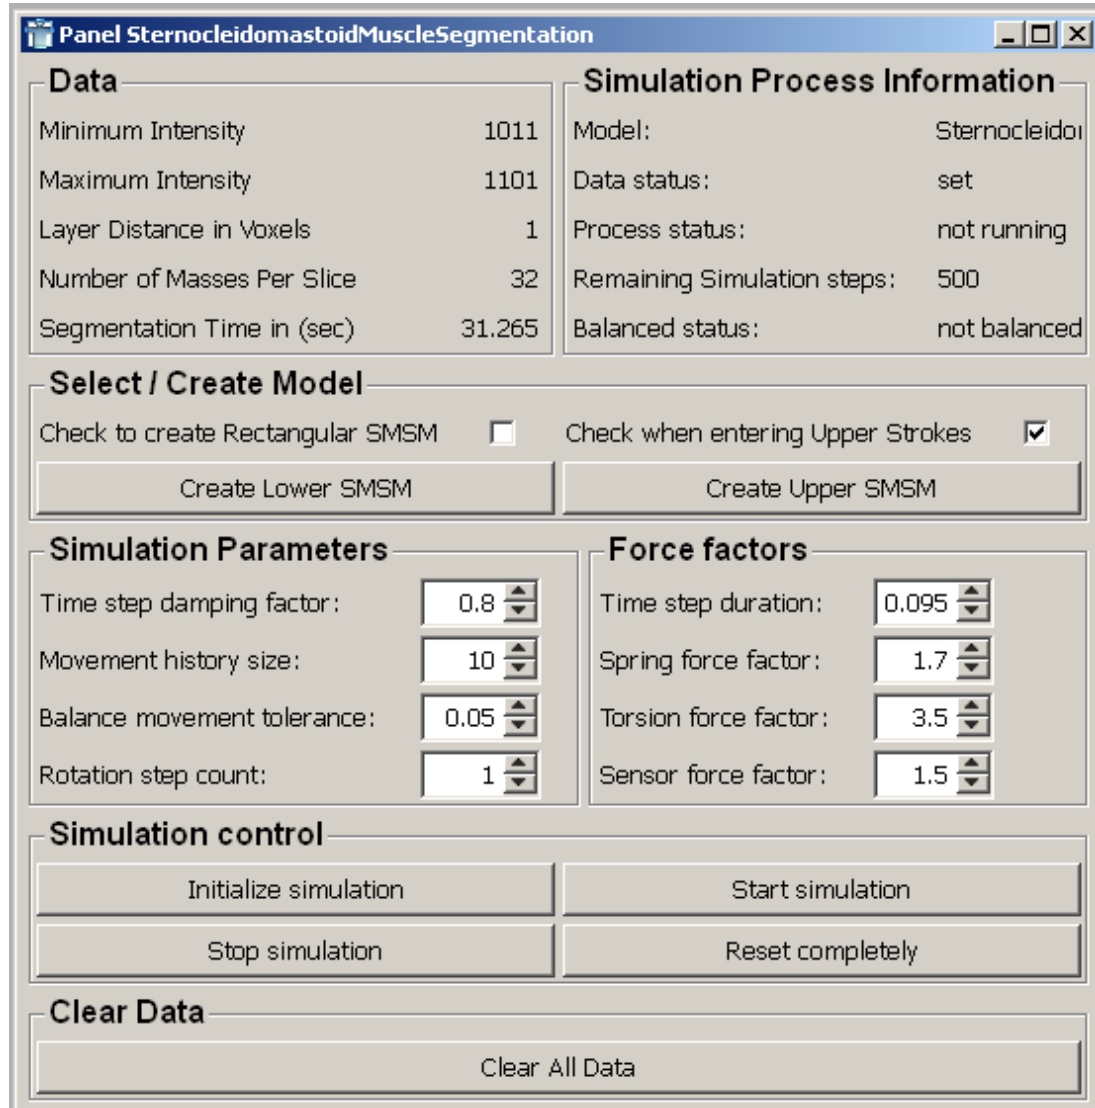 Panel SternocleidomastoidMuscleSegmentation
Data
Minimum Intensity 1011
Maximum Intensity 1101
Layer Distance in Voxels 1
Number of Masses Per Slice 32
Segmentation Time in (sec) 31.265
Simulation Process Information
Model: Sternocleidor
Data status: set
Process status: not running
Remaining Simulation steps: 500
Balanced status: not balanced
Select / Create Model
Check to create Rectangular SMSM
Check when entering Upper Strokes
Create Lower SMSM
Create Upper SMSM
Simulation Parameters
Time step damping factor: 0.8
Movement history size: 10
Balance movement tolerance: 0.05
Rotation step count: 1
Force factors
Time step duration: 0.095
Spring force factor: 1.7
Torsion force factor: 3.5
Sensor force factor: 1.5
Simulation control
Initialize simulation
Start simulation
Stop simulation
Reset completely
Clear Data
Clear All Data